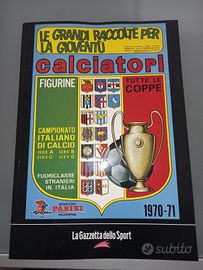 LE GRANDI RACCOLTE PER
LA GIOVENTÙ
calciatori
FIGURINE
TUTTE LE
COPPE
CAMPIONATO
ITALIANO
DI CALCIO
SERIE A SERIE B
SERIE C SERIE D
FUORICLASSE
STRANIERI
IN ITALIA
EDIZIONI
PANINI
MODENA
1970-71
La Gazzetta dello Sport
subito